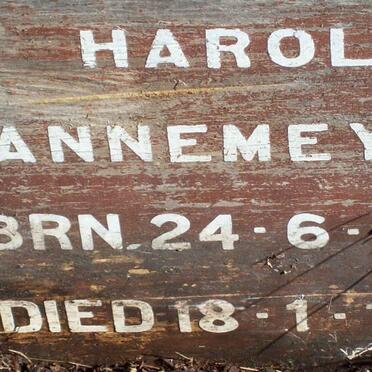 HAROL
ANNEMEY
BRN. 24-6-
DIED 18-1-